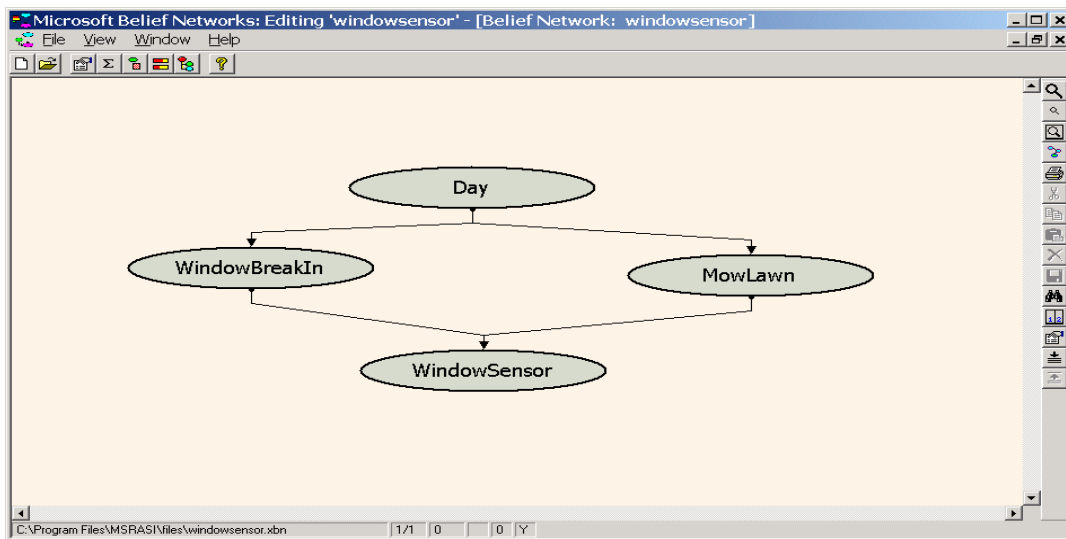 Microsoft Belief Networks: Editing 'windowsensor' - [Belief Network: windowsensor]
File View Window Help
Day
WindowBreakIn
MowLawn
WindowSensor
C:\Program Files\MSRASI\files\windowsensor.xbn 1/1 0 0 Y